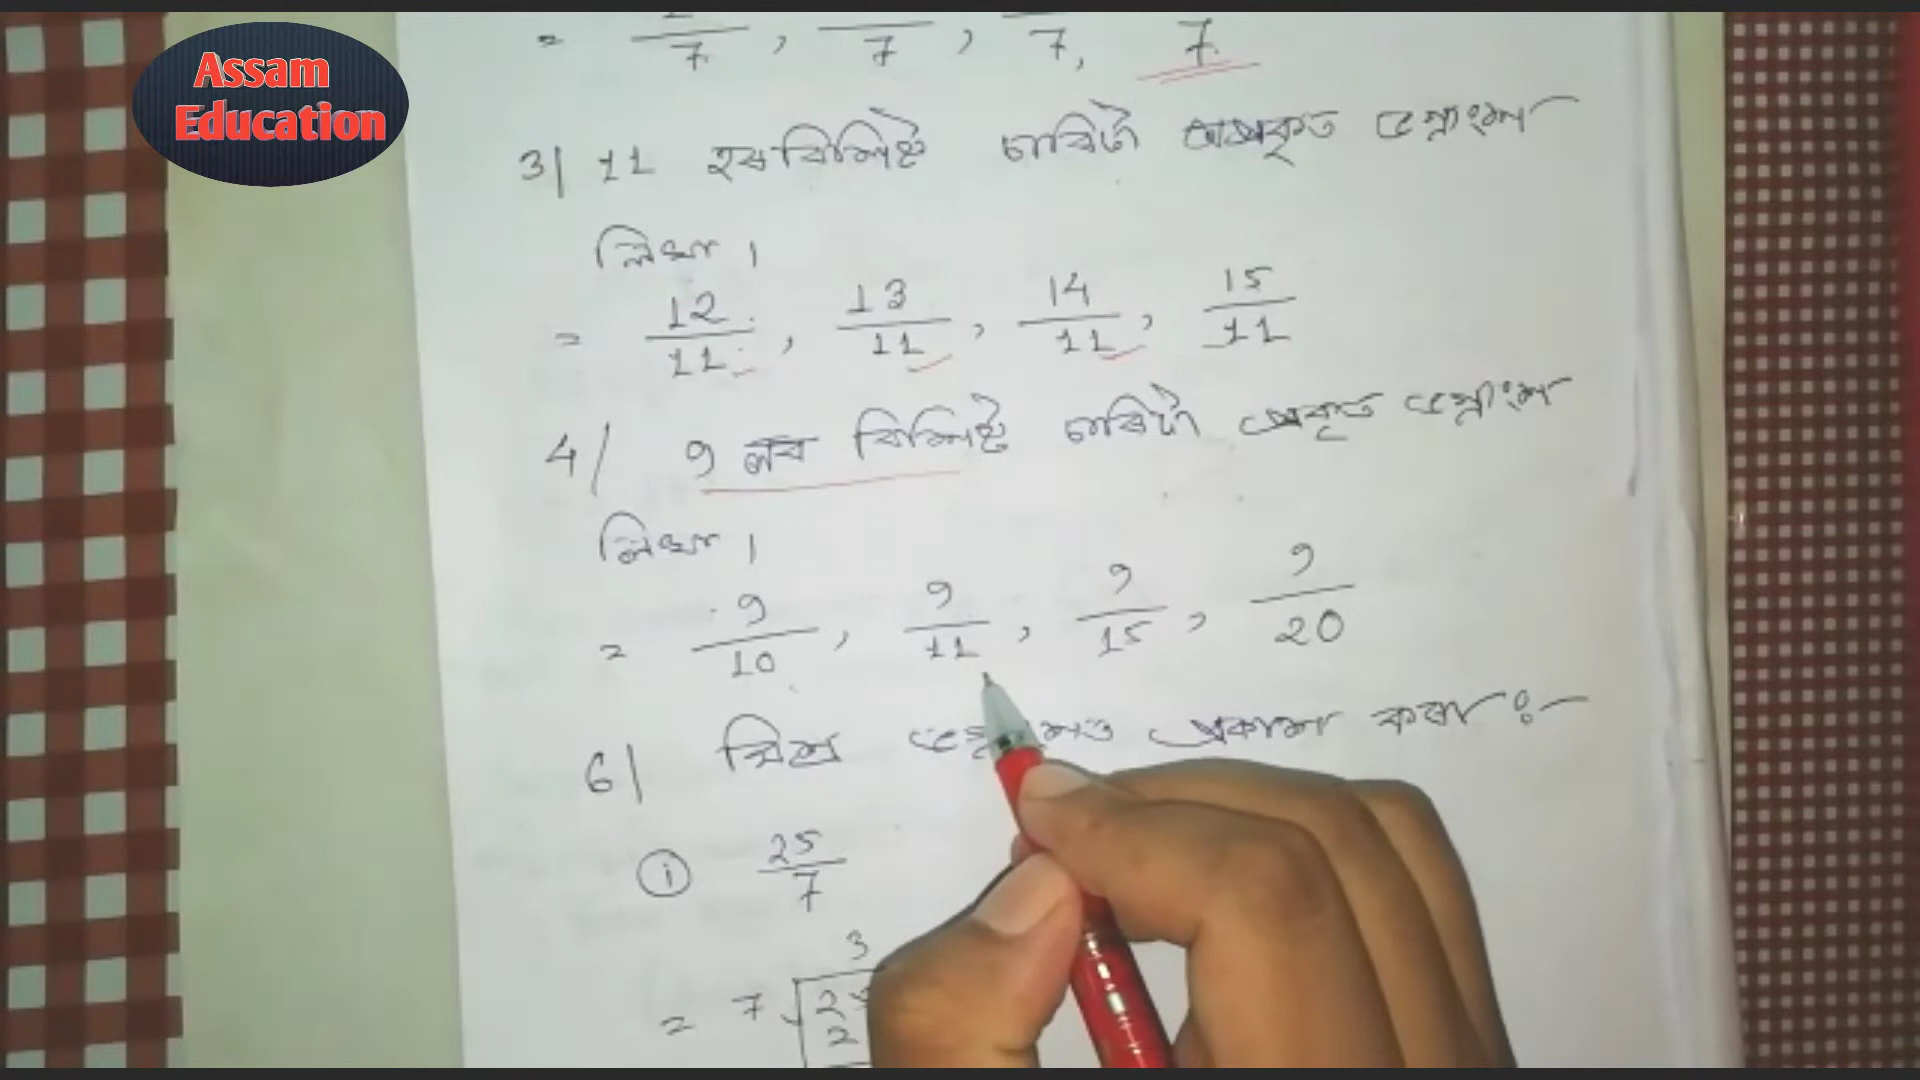 Assam
Education
= 7 , 7 , 7, 7
3| 11 হৰবিশিষ্ট চাৰিটা অপ্ৰকৃত ভগ্নাংশ
লিখা ।
= 12/11 , 13/11 , 14/11 , 15/11
4/ 9 লব বিশিষ্ট চাৰিটা প্ৰকৃত ভগ্নাংশ
লিখা ।
= 9/10 , 9/11 , 9/15 , 9/20
6| মিশ্ৰ প্ৰকাশ কৰা :-
i 25/7
3
= 7 2
2